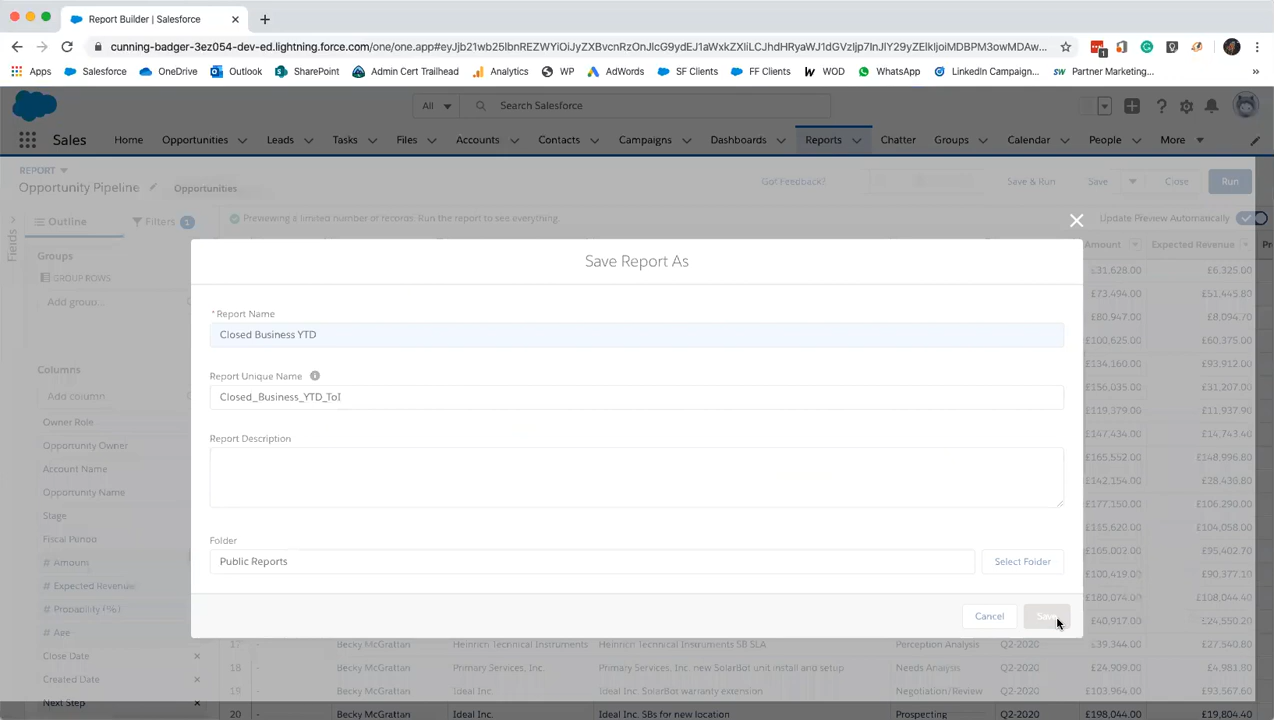 Report Builder | Salesforce
cunning-badger-3ez054-dev-ed.lightning.force.com/one/one.app#
Apps Salesforce OneDrive Outlook SharePoint Admin Cert Trailhead Analytics WP AdWords SF Clients FF Clients WOD WhatsApp LinkedIn Campaign... Partner Marketing... »
All Search Salesforce
Sales Home Opportunities Leads Tasks Files Accounts Contacts Campaigns Dashboards Reports Chatter Groups Calendar People More
REPORT
Opportunity Pipeline Opportunities Got Feedback? Save & Run Save Close Run
Fields
Outline Filters 1 Previewing a limited number of records. Run the report to see everything. Update Preview Automatically
Groups
GROUP ROWS
Add group...
Columns
Add column...
Owner Role
Opportunity Owner
Account Name
Opportunity Name
Stage
Fiscal Period
# Amount
# Expected Revenue
# Probability (%)
# Age
Close Date
Created Date
Next Step
Save Report As
* Report Name
Closed Business YTD
Report Unique Name
Closed_Business_YTD_ToI
Report Description
Folder
Public Reports Select Folder
Cancel Save
Amount Expected Revenue
£31,628.00 £6,325.00
£73,494.00 £51,445.80
£80,947.00 £8,094.70
£100,625.00 £60,375.00
£134,160.00 £93,912.00
£156,035.00 £31,207.00
£119,379.00 £11,937.90
£147,434.00 £14,743.40
£165,552.00 £148,996.80
£142,154.00 £28,430.80
£177,150.00 £106,290.00
£115,620.00 £104,058.00
£95,402.70
£100,419.00 £90,377.10
£180,074.00 £108,044.40
£40,917.00 £24,550.20
17 - Becky McGrattan Heinrich Technical Instruments Heinrich Technical Instruments SB SLA Perception Analysis Q2-2020 £39,344.00 £27,540.80
18 - Becky McGrattan Primary Services, Inc. Primary Services, Inc. new SolarBot unit install and setup Needs Analysis Q2-2020 £24,909.00 £4,981.80
19 - Becky McGrattan Ideal Inc. Ideal Inc. SolarBot warranty extension Negotiation/Review Q2-2020 £103,964.00 £93,567.60
20 - Becky McGrattan Ideal Inc. Ideal Inc. SBs for new location Prospecting Q2-2020 £198,044.00 £19,804.40